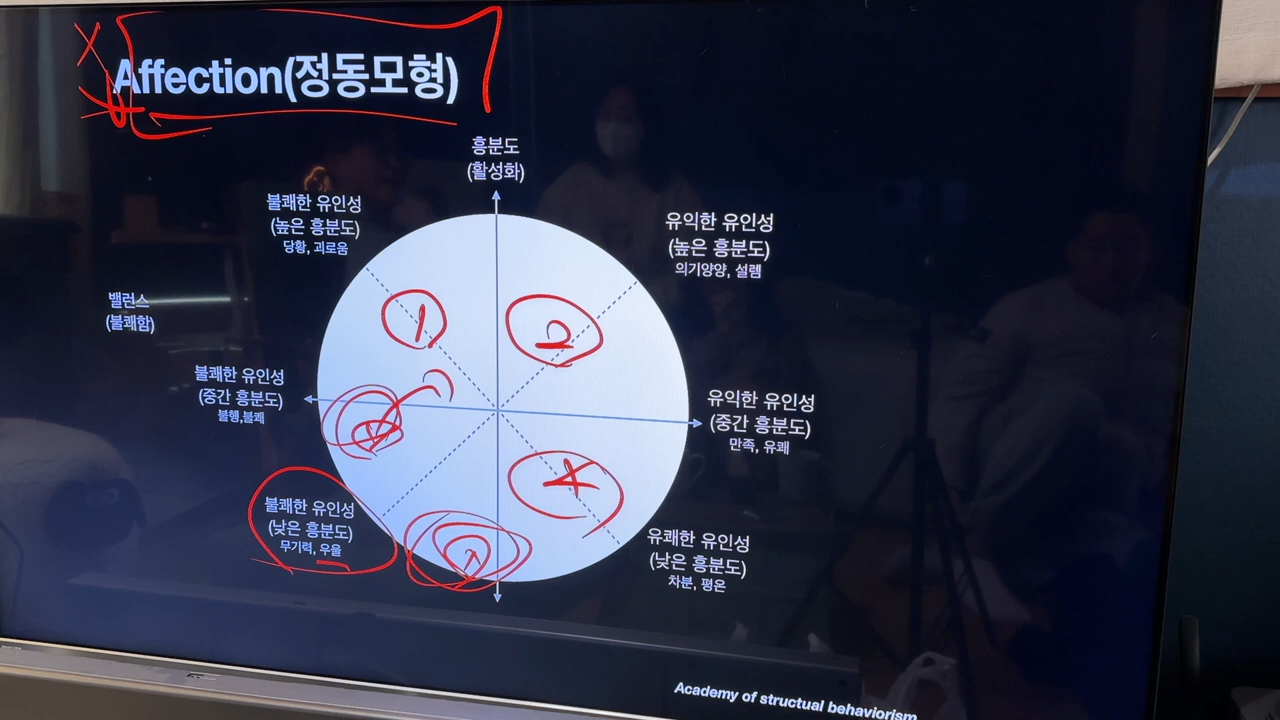 Affection(정동모형)
흥분도
(활성화)
불쾌한 유인성
(높은 흥분도)
당황, 괴로움
유익한 유인성
(높은 흥분도)
의기양양, 설렘
밸런스
(불쾌함)
1
2
불쾌한 유인성
(중간 흥분도)
불행,불쾌
유익한 유인성
(중간 흥분도)
만족, 유쾌
4
불쾌한 유인성
(낮은 흥분도)
무기력, 우울
유쾌한 유인성
(낮은 흥분도)
차분, 평온
Academy of structual behaviorism